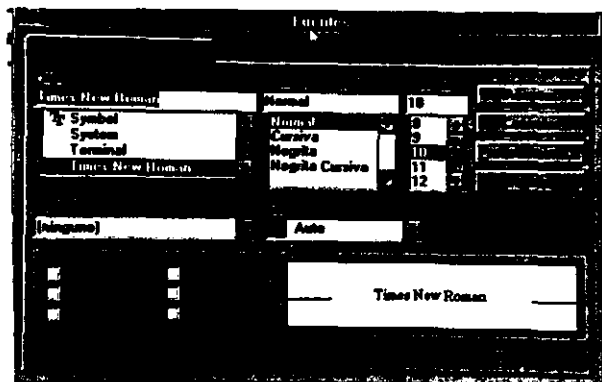 Fuentes
Times New Roman Normal 10
Symbol Normal 8
System Cursiva 9
Terminal Negrita 10
Times New Roman Negrita Cursiva 11
12
(ninguno) Auto
Times New Roman